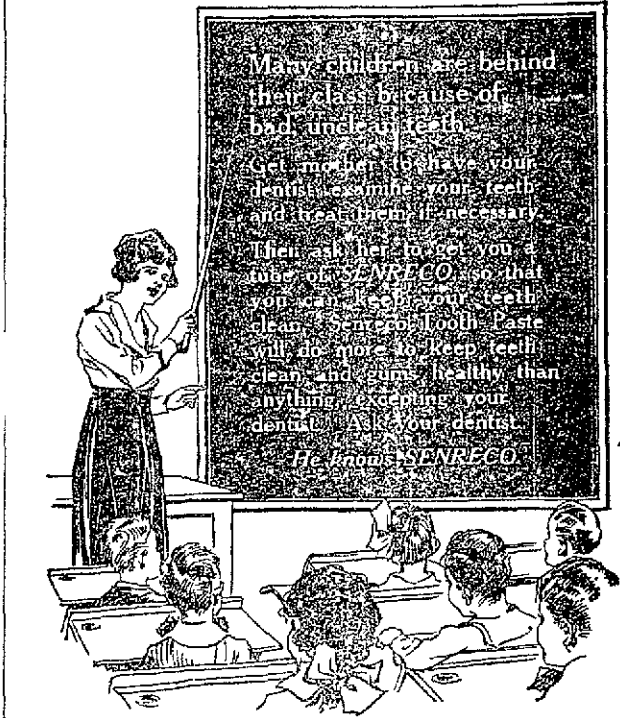 Many children are behind
their class because of
bad, unclean teeth.
Get mother to have your
dentist examine your teeth
and treat them if necessary.
Then ask her to get you a
tube of SENRECO, so that
you can keep your teeth
clean. Senreco Tooth Paste
will do more to keep teeth
clean and gums healthy than
anything excepting your
dentist. Ask your dentist.
He knows SENRECO.